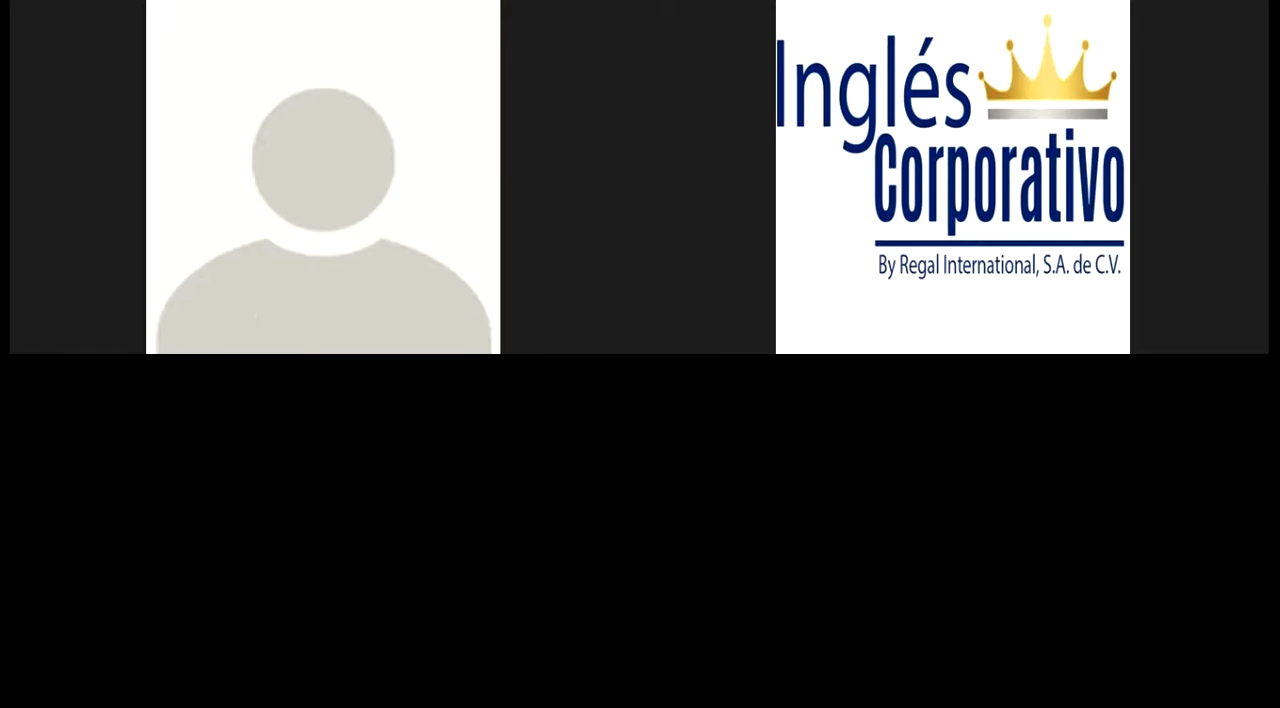 Inglés
Corporativo
By Regal International, S.A. de C.V.